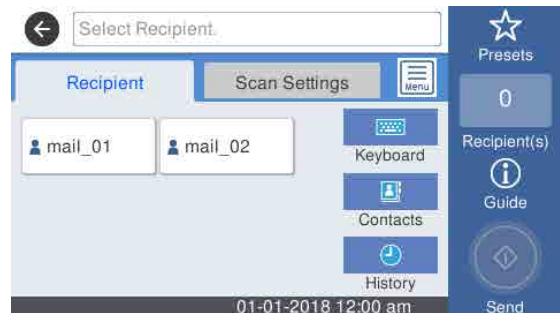 Select Recipient.
Presets
Recipient
Scan Settings
Menu
0
Recipient(s)
mail_01
mail_02
Keyboard
Guide
Contacts
History
01-01-2018 12:00 am
Send